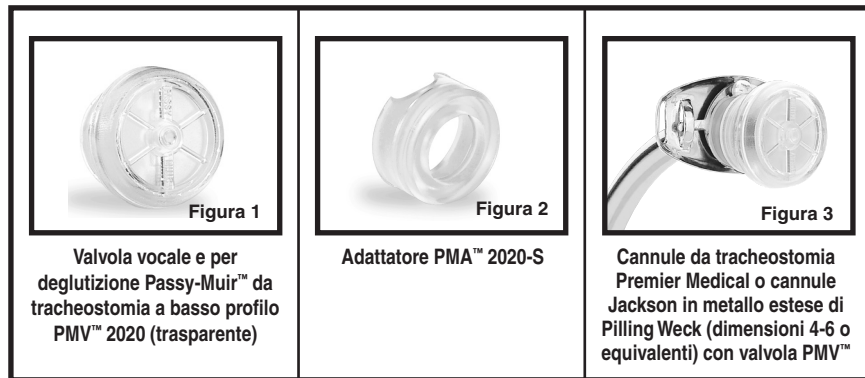 Figura 1
Valvola vocale e per
deglutizione Passy-Muir™ da
tracheostomia a basso profilo
PMV™ 2020 (trasparente)
Figura 2
Adattatore PMA™ 2020-S
Figura 3
Cannule da tracheostomia
Premier Medical o cannule
Jackson in metallo estese di
Pilling Weck (dimensioni 4-6 o
equivalenti) con valvola PMV™